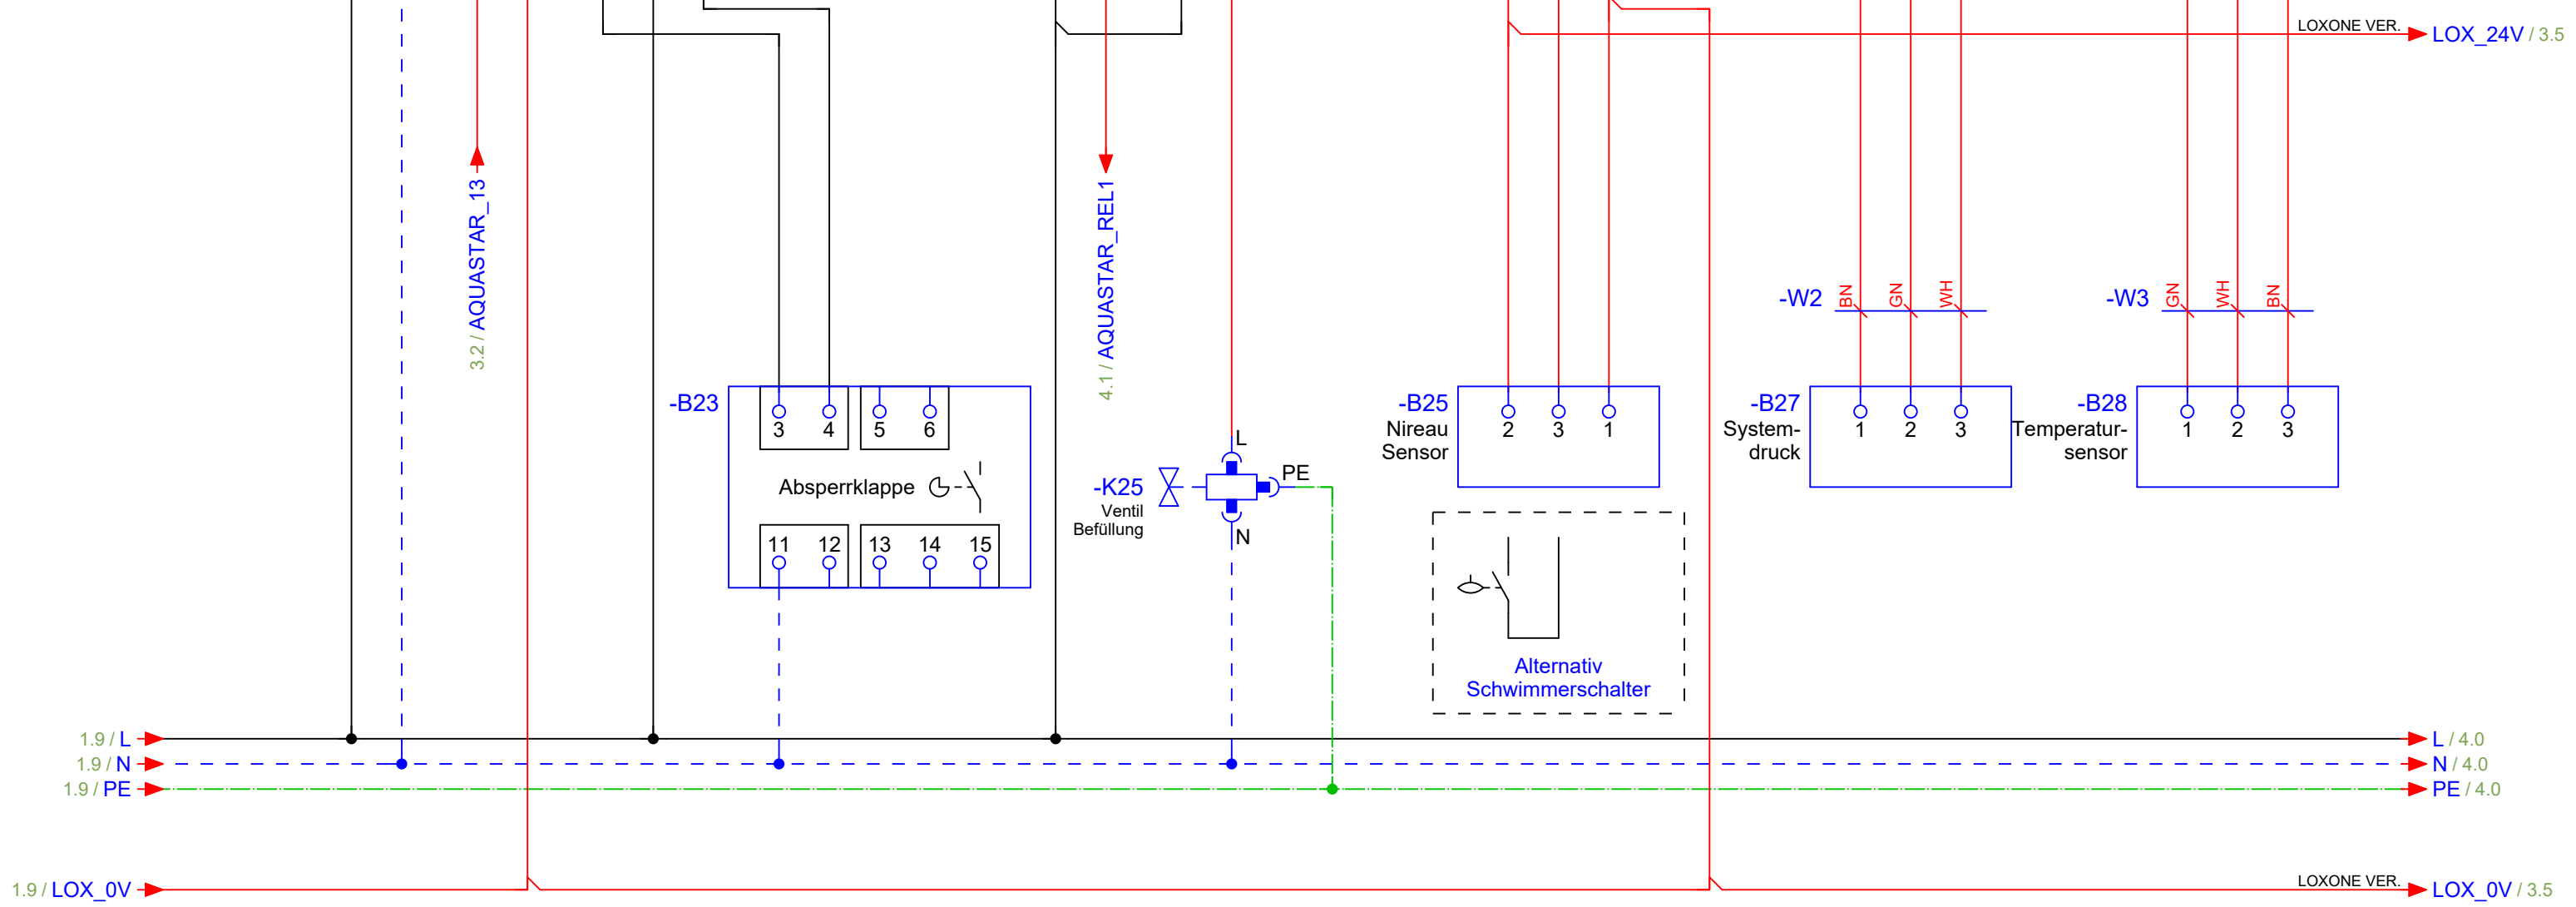 LOXONE VER.
LOX_24V / 3.5
3.2 / AQUASTAR_13
4.1 / AQUASTAR_REL1
-W2
BN
GN
WH
-W3
GN
WH
BN
-B23
3 4 5 6
Absperrklappe
11 12 13 14 15
L
PE
N
-K25
Ventil
Befüllung
-B25
Nireau
Sensor
2 3 1
-B27
System-
druck
1 2 3
-B28
Temperatur-
sensor
1 2 3
Alternativ
Schwimmerschalter
1.9 / L
L / 4.0
1.9 / N
N / 4.0
1.9 / PE
PE / 4.0
1.9 / LOX_0V
LOXONE VER.
LOX_0V / 3.5